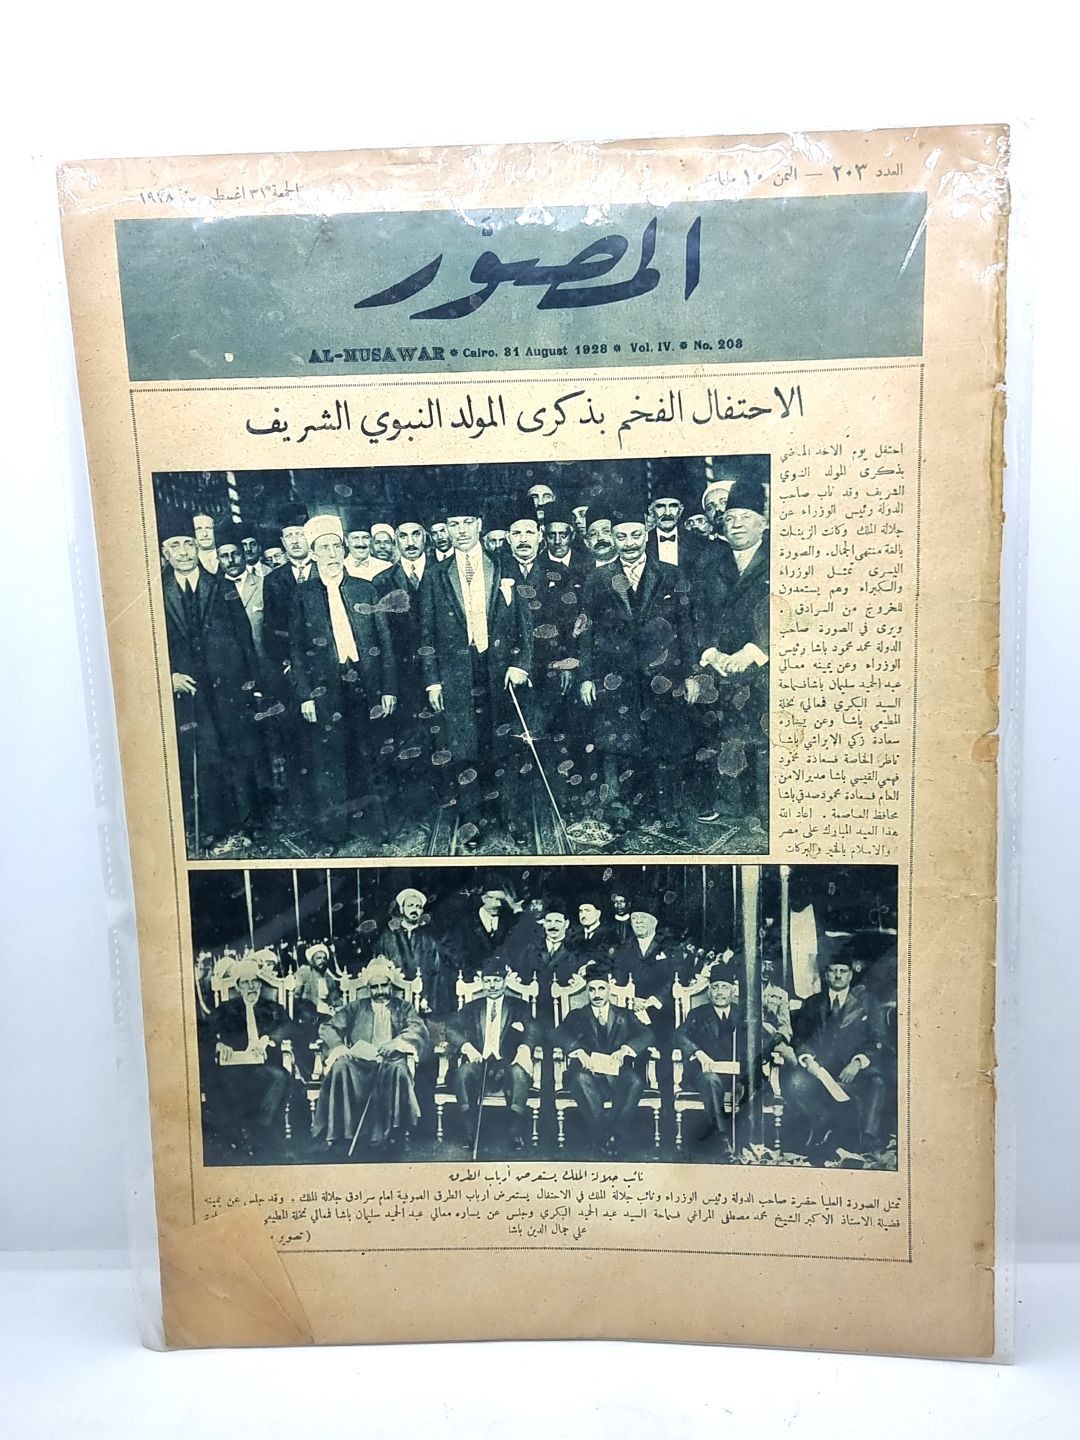 العدد ٢٠٣ — الثمن ١٠ مليمات
الجمعة ٣١ اغسطس سنة ١٩٢٨
المصوّر
AL-MUSAWAR * Cairo, 31 August 1928 * Vol. IV. * No. 203
الاحتفال الفخم بذكرى المولد النبوي الشريف
احتفل يوم الاحد الماضي
بذكرى المولد النبوي
الشريف وقد ناب صاحب
الدولة رئيس الوزراء عن
جلالة الملك وكانت الزينات
بالغة منتهى الجمال. والصورة
اليسرى تمثل الوزراء
والكبراء وهم يستعدون
للخروج من السرادق .
ويرى في الصورة صاحب
الدولة محمد محمود باشا رئيس
الوزراء وعن يمينه معالي
عبد الحميد سليمان باشا فسماحة
السيد البكري فمعالي نخلة
المطيعي باشا وعن يساره
سعادة زكي الابراشي باشا
ناظر الخاصة فسعادة محمود
فهمي القيسي باشا مدير الامن
العام فسعادة محمود صدقي باشا
محافظ العاصمة . اعاد الله
هذا العيد المبارك على مصر
والاسلام بالخير والبركات
نائب جلالة الملك يستعرض أرباب الطرق
تمثل الصورة العليا حضرة صاحب الدولة رئيس الوزراء ونائب جلالة الملك في الاحتفال يستعرض ارباب الطرق الصوفية امام سرادق جلالة الملك . وقد جلس عن يمينه
فضيلة الاستاذ الاكبر الشيخ محمد مصطفى المراغي فسماحة السيد عبد الحميد البكري وجلس عن يساره معالي عبد الحميد سليمان باشا فمعالي نخلة المطيعي
علي جمال الدين باشا
( تصوير